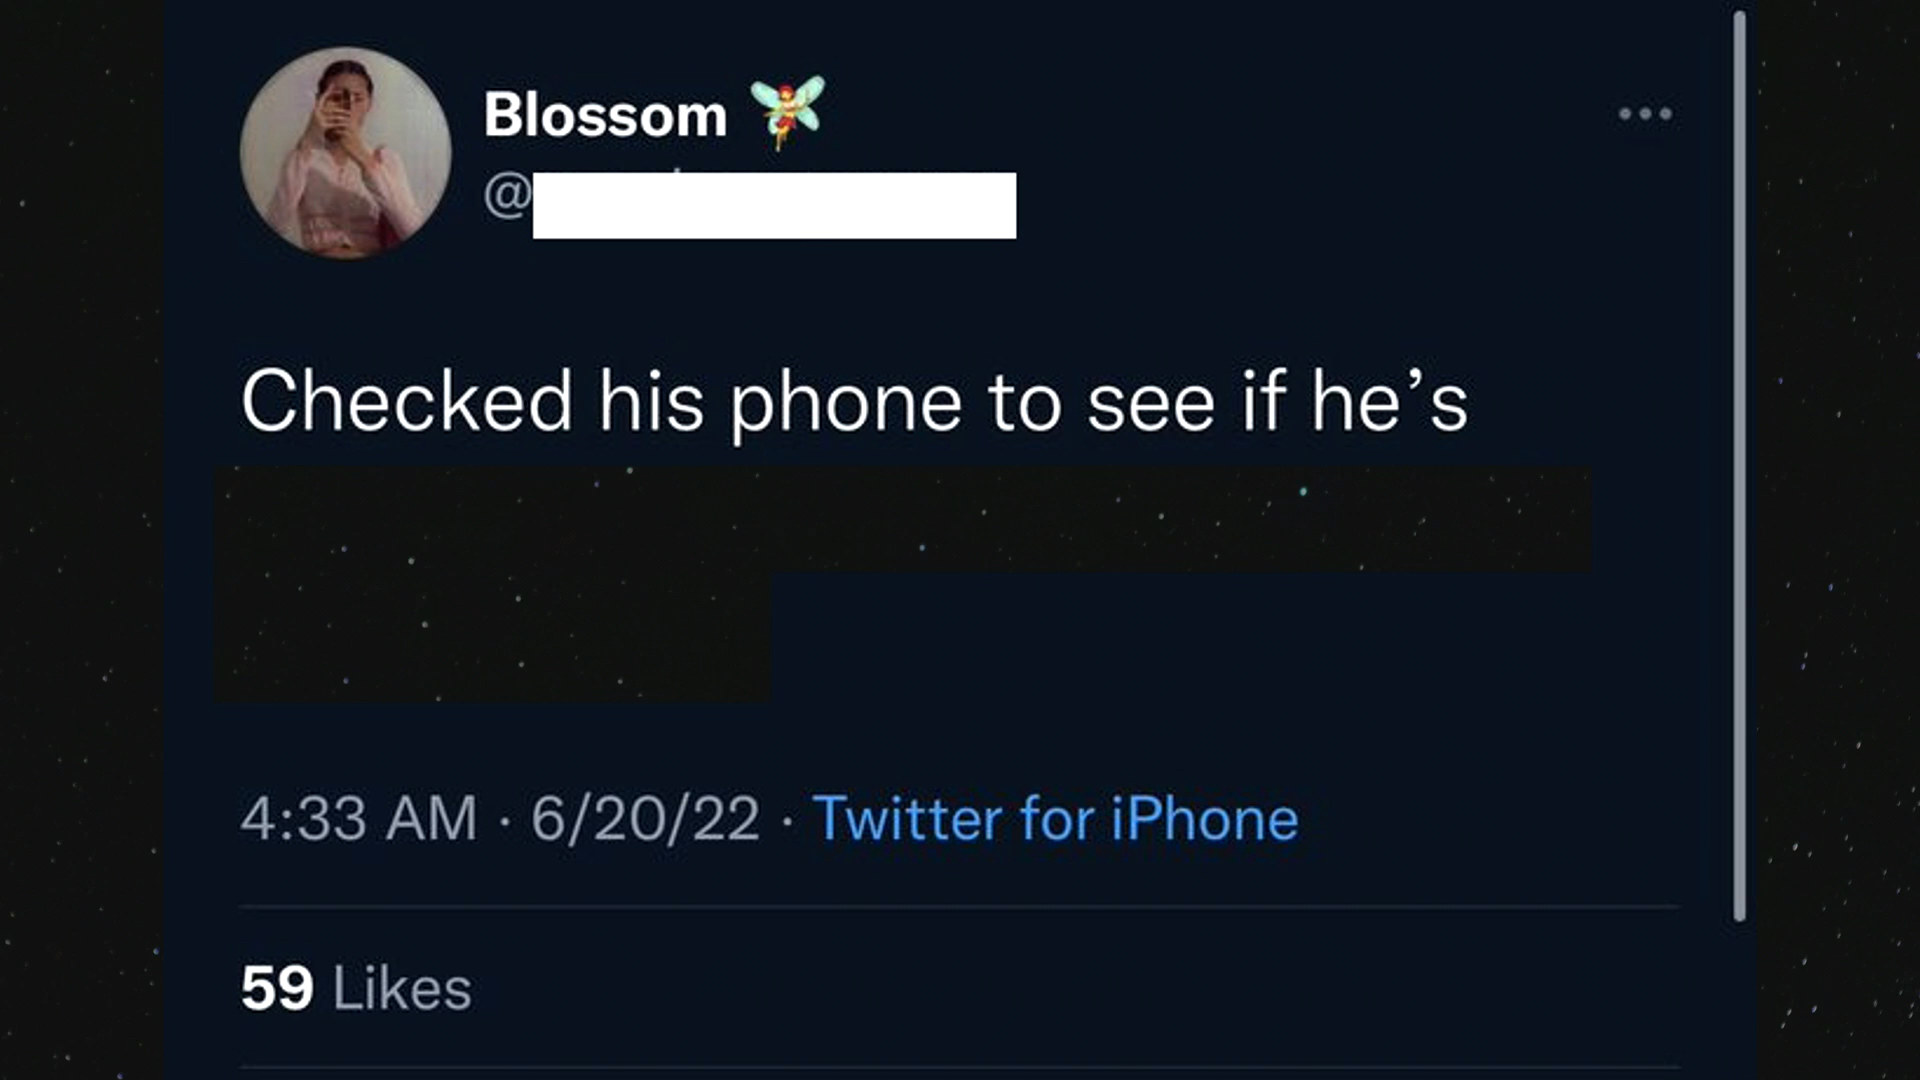 Blossom 🧚
@
Checked his phone to see if he’s
4:33 AM · 6/20/22 · Twitter for iPhone
59 Likes